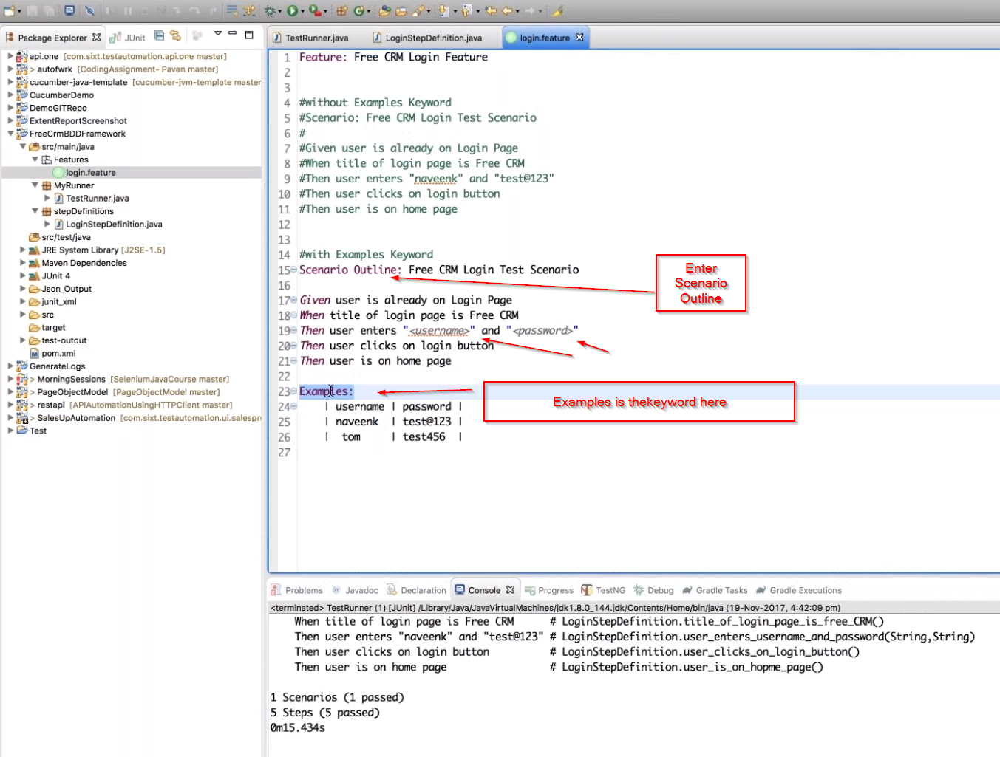 Package Explorer
JUnit
api.one [com.sixt.testautomation.api.one master]
> autofwrk [CodingAssignment- Pavan master]
cucumber-java-template [cucumber-jvm-template master
CucumberDemo
DemoGITRepo
ExtentReportScreenshot
FreeCrmBDDFramework
src/main/java
Features
login.feature
MyRunner
TestRunner.java
stepDefinitions
LoginStepDefinition.java
src/test/java
JRE System Library [J2SE-1.5]
Maven Dependencies
JUnit 4
Json_Output
junit_xml
> src
target
test-outout
pom.xml
GenerateLogs
> MorningSessions [SeleniumJavaCourse master]
> PageObjectModel [PageObjectModel master]
> restapi [APIAutomationUsingHTTPClient master]
> SalesUpAutomation [com.sixt.testautomation.ui.salespro
Test
TestRunner.java
LoginStepDefinition.java
login.feature
1 Feature: Free CRM Login Feature
2
3
4 #without Examples Keyword
5 #Scenario: Free CRM Login Test Scenario
6 #
7 #Given user is already on Login Page
8 #When title of login page is Free CRM
9 #Then user enters "naveenk" and "test@123"
10 #Then user clicks on login button
11 #Then user is on home page
12
13
14 #with Examples Keyword
15 Scenario Outline: Free CRM Login Test Scenario
16
17 Given user is already on Login Page
18 When title of login page is Free CRM
19 Then user enters "<username>" and "<password>"
20 Then user clicks on login button
21 Then user is on home page
22
23 Examples:
24 | username | password |
25 | naveenk | test@123 |
26 | tom | test456 |
27
Enter
Scenario
Outline
Examples is thekeyword here
Problems
Javadoc
Declaration
Console
Progress
TestNG
Debug
Gradle Tasks
Gradle Executions
<terminated> TestRunner (1) [JUnit] /Library/Java/JavaVirtualMachines/jdk1.8.0_144.jdk/Contents/Home/bin/java (19-Nov-2017, 4:42:09 pm)
When title of login page is Free CRM # LoginStepDefinition.title_of_login_page_is_free_CRM()
Then user enters "naveenk" and "test@123" # LoginStepDefinition.user_enters_username_and_password(String,String)
Then user clicks on login button # LoginStepDefinition.user_clicks_on_login_button()
Then user is on home page # LoginStepDefinition.user_is_on_hopme_page()
1 Scenarios (1 passed)
5 Steps (5 passed)
0m15.434s